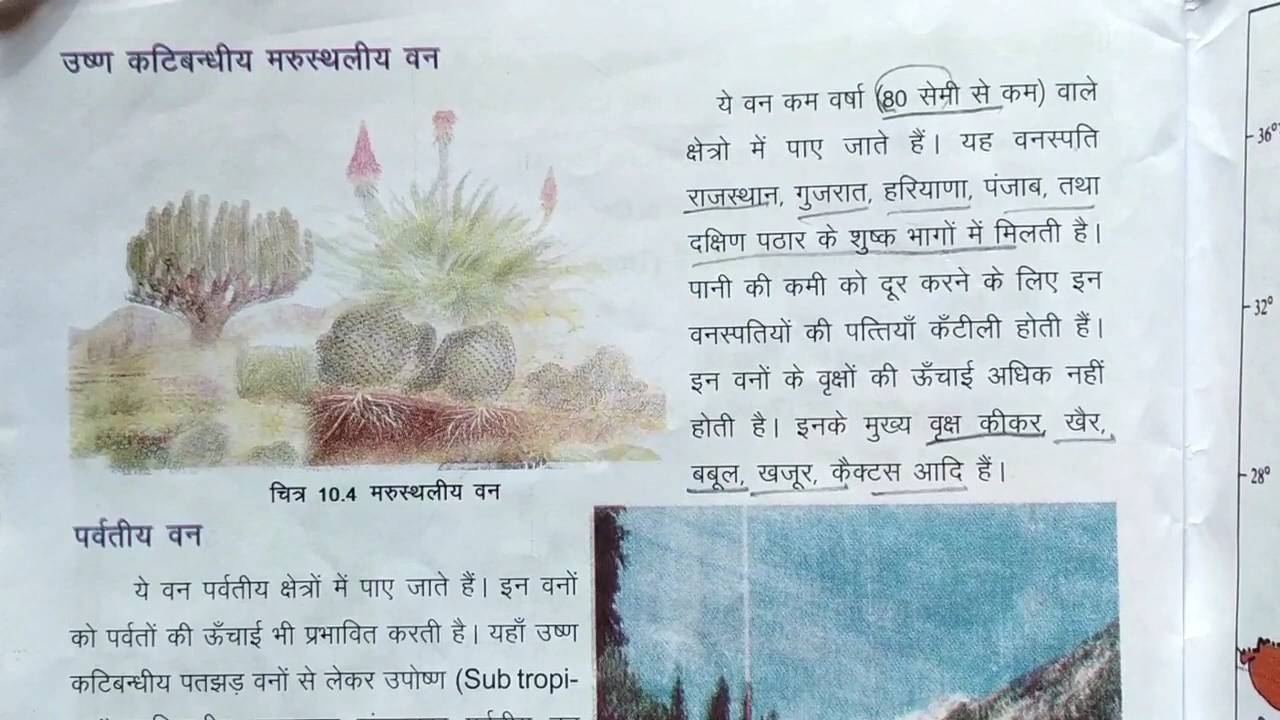 उष्ण कटिबन्धीय मरुस्थलीय वन
ये वन कम वर्षा (80 सेमी से कम) वाले
क्षेत्रो में पाए जाते हैं। यह वनस्पति
राजस्थान, गुजरात, हरियाणा, पंजाब, तथा
दक्षिण पठार के शुष्क भागों में मिलती है।
पानी की कमी को दूर करने के लिए इन
वनस्पतियों की पत्तियाँ कँटीली होती हैं।
इन वनों के वृक्षों की ऊँचाई अधिक नहीं
होती है। इनके मुख्य वृक्ष कीकर, खैर,
बबूल, खजूर, कैक्टस आदि हैं।
चित्र 10.4 मरुस्थलीय वन
पर्वतीय वन
ये वन पर्वतीय क्षेत्रों में पाए जाते हैं। इन वनों
को पर्वतों की ऊँचाई भी प्रभावित करती है। यहाँ उष्ण
कटिबन्धीय पतझड़ वनों से लेकर उपोष्ण (Sub tropi-
36°
32°
28°